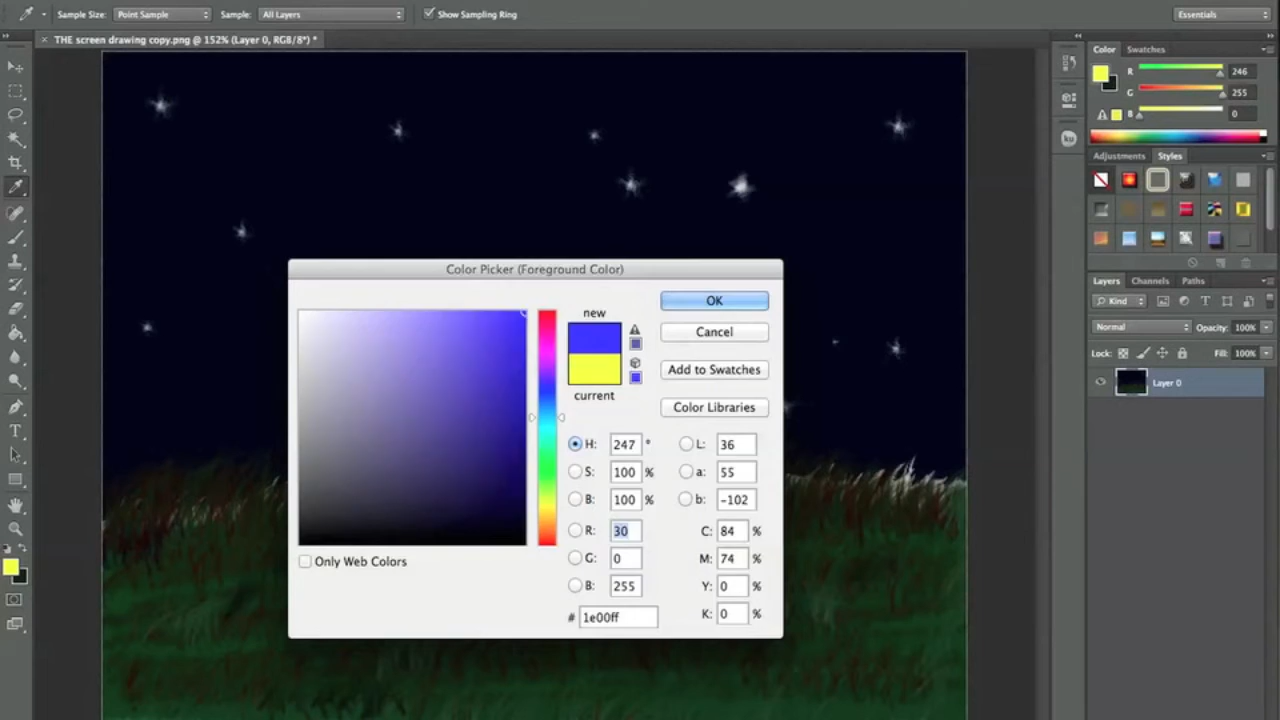 Sample Size: Point Sample Sample: All Layers Show Sampling Ring Essentials
× THE screen drawing copy.png @ 152% (Layer 0, RGB/8*) *
Color Swatches
R 246
G 255
B 0
Adjustments Styles
Color Picker (Foreground Color)
new
current
OK
Cancel
Add to Swatches
Color Libraries
H: 247 °
S: 100 %
B: 100 %
R: 30
G: 0
B: 255
# 1e00ff
L: 36
a: 55
b: -102
C: 84 %
M: 74 %
Y: 0 %
K: 0 %
Only Web Colors
Layers Channels Paths
Kind
Normal Opacity: 100%
Lock: Fill: 100%
Layer 0
ku
T